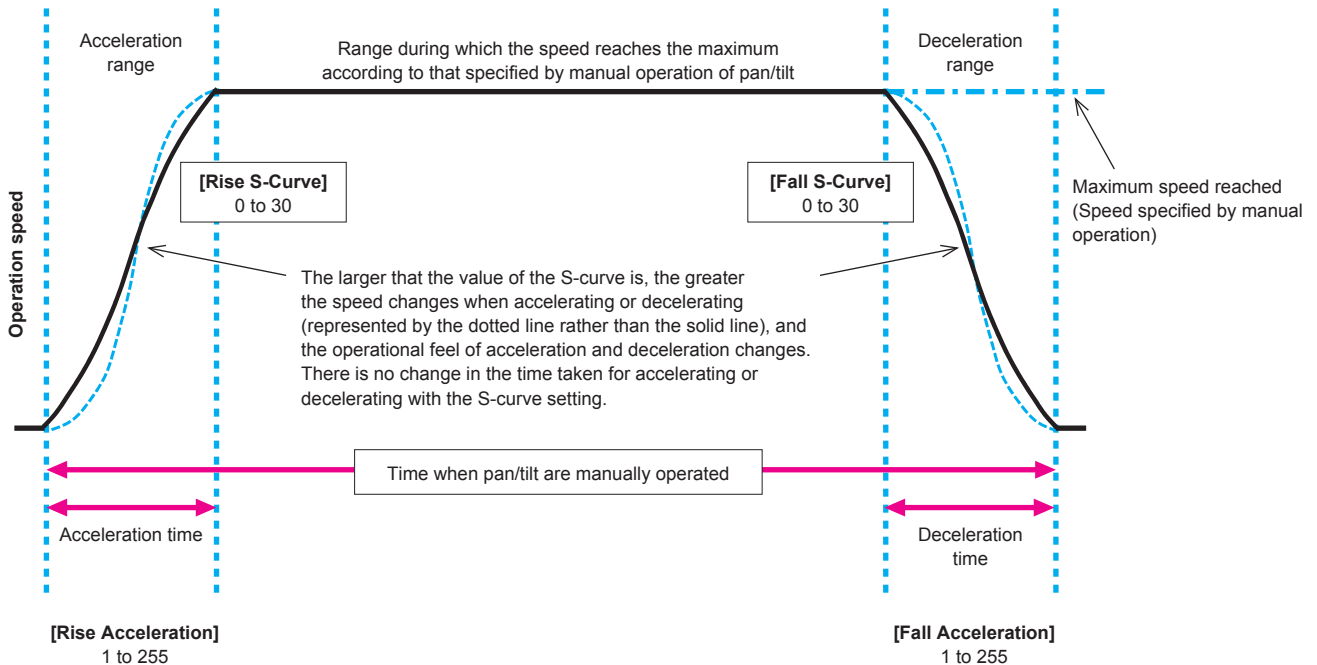 Acceleration
range
Range during which the speed reaches the maximum
according to that specified by manual operation of pan/tilt
Deceleration
range
[Rise S-Curve]
0 to 30
[Fall S-Curve]
0 to 30
Maximum speed reached
(Speed specified by manual
operation)
Operation speed
The larger that the value of the S-curve is, the greater
the speed changes when accelerating or decelerating
(represented by the dotted line rather than the solid line), and
the operational feel of acceleration and deceleration changes.
There is no change in the time taken for accelerating or
decelerating with the S-curve setting.
Time when pan/tilt are manually operated
Acceleration time
Deceleration
time
[Rise Acceleration]
1 to 255
[Fall Acceleration]
1 to 255